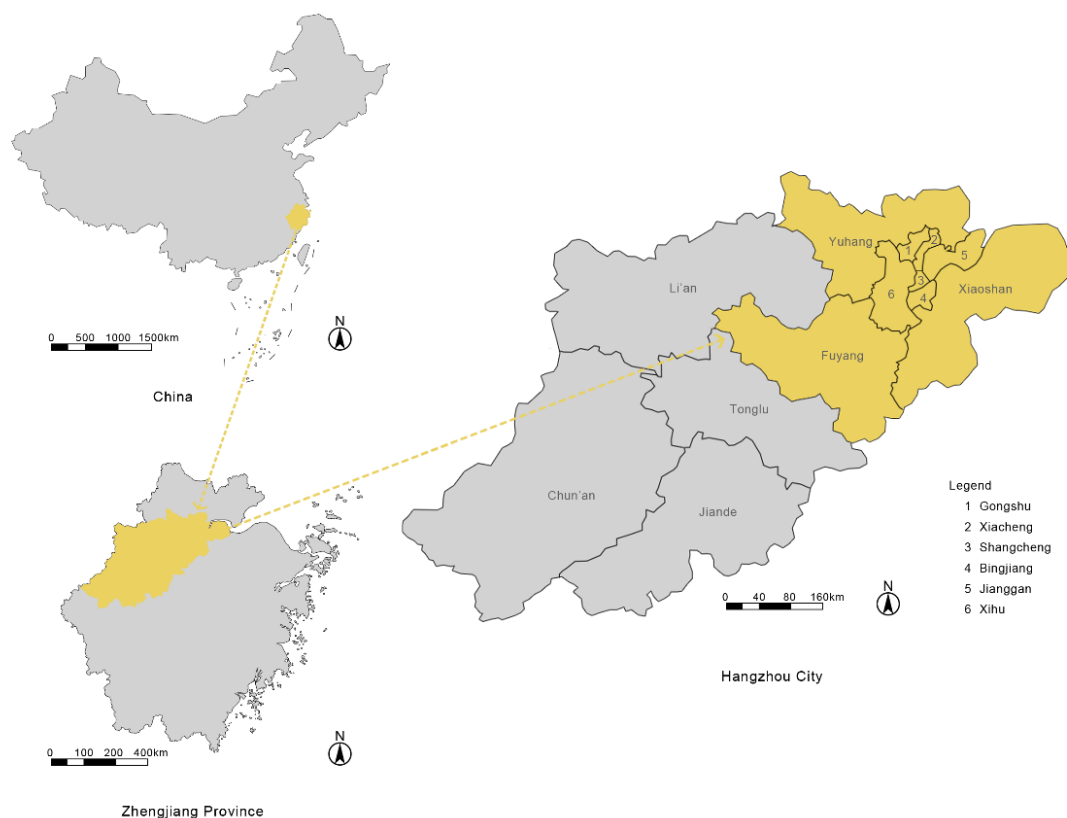 0 500 1000 1500km
N
China
0 100 200 400km
N
Zhengjiang Province
Yuhang
Li'an
Xiaoshan
Fuyang
Tonglu
Chun'an
Jiande
1
2
3
4
5
6
0 20 40 80 160km
N
Hangzhou City
Legend
1 Gongshu
2 Xiacheng
3 Shangcheng
4 Bingjiang
5 Jianggan
6 Xihu